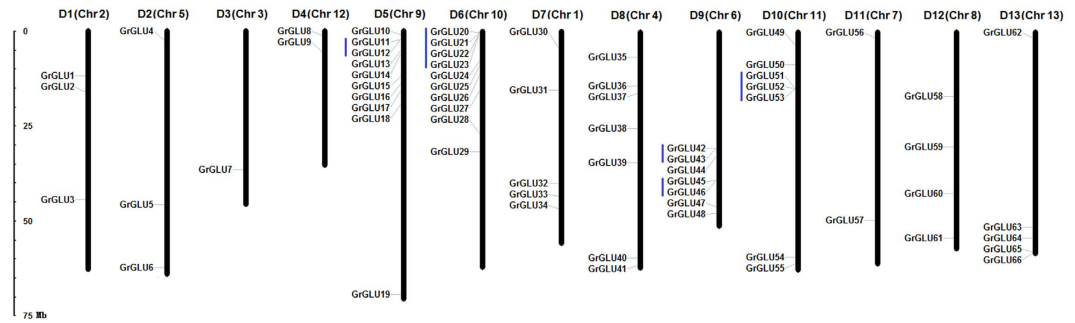 D1(Chr 2) D2(Chr 5) D3(Chr 3) D4(Chr 12) D5(Chr 9) D6(Chr 10) D7(Chr 1) D8(Chr 4) D9(Chr 6) D10(Chr 11) D11(Chr 7) D12(Chr 8) D13(Chr 13)
0
25
50
75 Mb
GrGLU1
GrGLU2
GrGLU3
GrGLU4
GrGLU5
GrGLU6
GrGLU7
GrGLU8
GrGLU9
GrGLU10
GrGLU11
GrGLU12
GrGLU13
GrGLU14
GrGLU15
GrGLU16
GrGLU17
GrGLU18
GrGLU19
GrGLU20
GrGLU21
GrGLU22
GrGLU23
GrGLU24
GrGLU25
GrGLU26
GrGLU27
GrGLU28
GrGLU29
GrGLU30
GrGLU31
GrGLU32
GrGLU33
GrGLU34
GrGLU35
GrGLU36
GrGLU37
GrGLU38
GrGLU39
GrGLU40
GrGLU41
GrGLU42
GrGLU43
GrGLU44
GrGLU45
GrGLU46
GrGLU47
GrGLU48
GrGLU49
GrGLU50
GrGLU51
GrGLU52
GrGLU53
GrGLU54
GrGLU55
GrGLU56
GrGLU57
GrGLU58
GrGLU59
GrGLU60
GrGLU61
GrGLU62
GrGLU63
GrGLU64
GrGLU65
GrGLU66